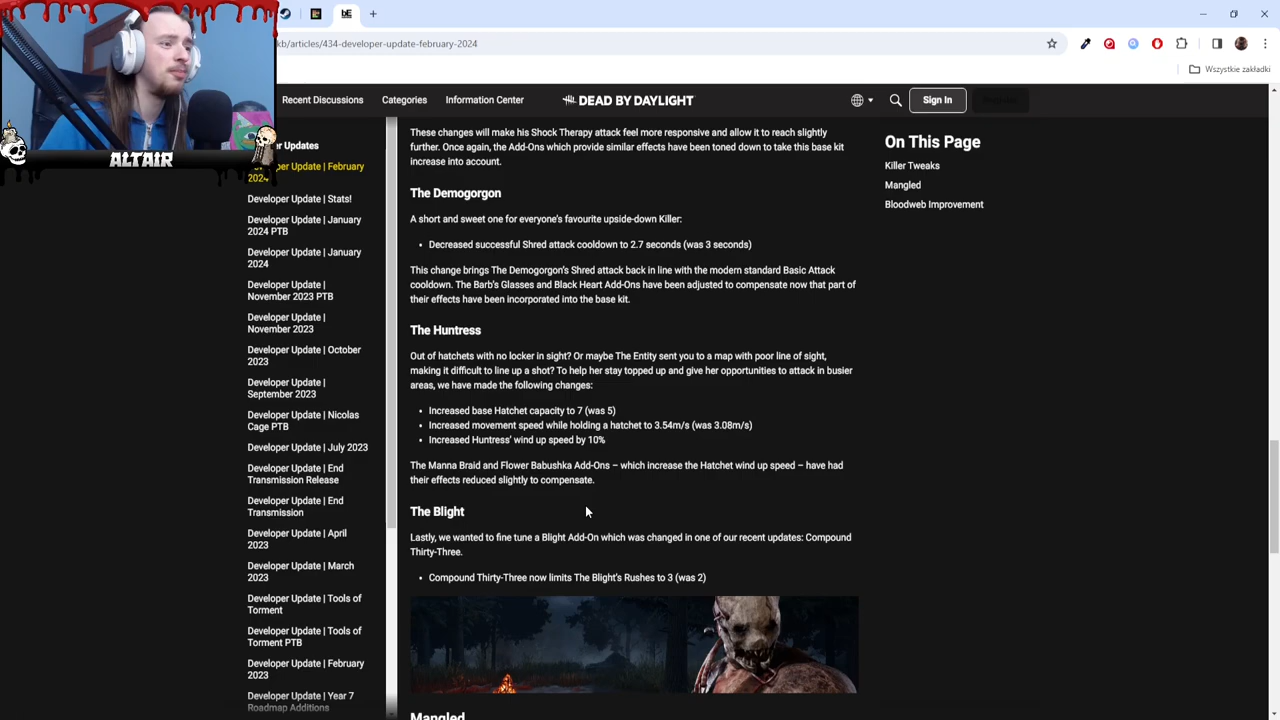 kb/articles/434-developer-update-february-2024
Wszystkie zakładki
Recent Discussions
Categories
Information Center
DEAD BY DAYLIGHT
Sign In
Register
ALTAIR
Updates
Update | February
2024
Developer Update | Stats!
Developer Update | January
2024 PTB
Developer Update | January
2024
Developer Update |
November 2023 PTB
Developer Update |
November 2023
Developer Update | October
2023
Developer Update |
September 2023
Developer Update | Nicolas
Cage PTB
Developer Update | July 2023
Developer Update | End
Transmission Release
Developer Update | End
Transmission
Developer Update | April
2023
Developer Update | March
2023
Developer Update | Tools of
Torment
Developer Update | Tools of
Torment PTB
Developer Update | February
2023
Developer Update | Year 7
Roadmap Additions
These changes will make his Shock Therapy attack feel more responsive and allow it to reach slightly
further. Once again, the Add-Ons which provide similar effects have been toned down to take this base kit
increase into account.
The Demogorgon
A short and sweet one for everyone's favourite upside-down Killer:
• Decreased successful Shred attack cooldown to 2.7 seconds (was 3 seconds)
This change brings The Demogorgon's Shred attack back in line with the modern standard Basic Attack
cooldown. The Barb's Glasses and Black Heart Add-Ons have been adjusted to compensate now that part of
their effects have been incorporated into the base kit.
The Huntress
Out of hatchets with no locker in sight? Or maybe The Entity sent you to a map with poor line of sight,
making it difficult to line up a shot? To help her stay topped up and give her opportunities to attack in busier
areas, we have made the following changes:
• Increased base Hatchet capacity to 7 (was 5)
• Increased movement speed while holding a hatchet to 3.54m/s (was 3.08m/s)
• Increased Huntress' wind up speed by 10%
The Manna Braid and Flower Babushka Add-Ons – which increase the Hatchet wind up speed – have had
their effects reduced slightly to compensate.
The Blight
Lastly, we wanted to fine tune a Blight Add-On which was changed in one of our recent updates: Compound
Thirty-Three.
• Compound Thirty-Three now limits The Blight's Rushes to 3 (was 2)
Mangled
On This Page
Killer Tweaks
Mangled
Bloodweb Improvement